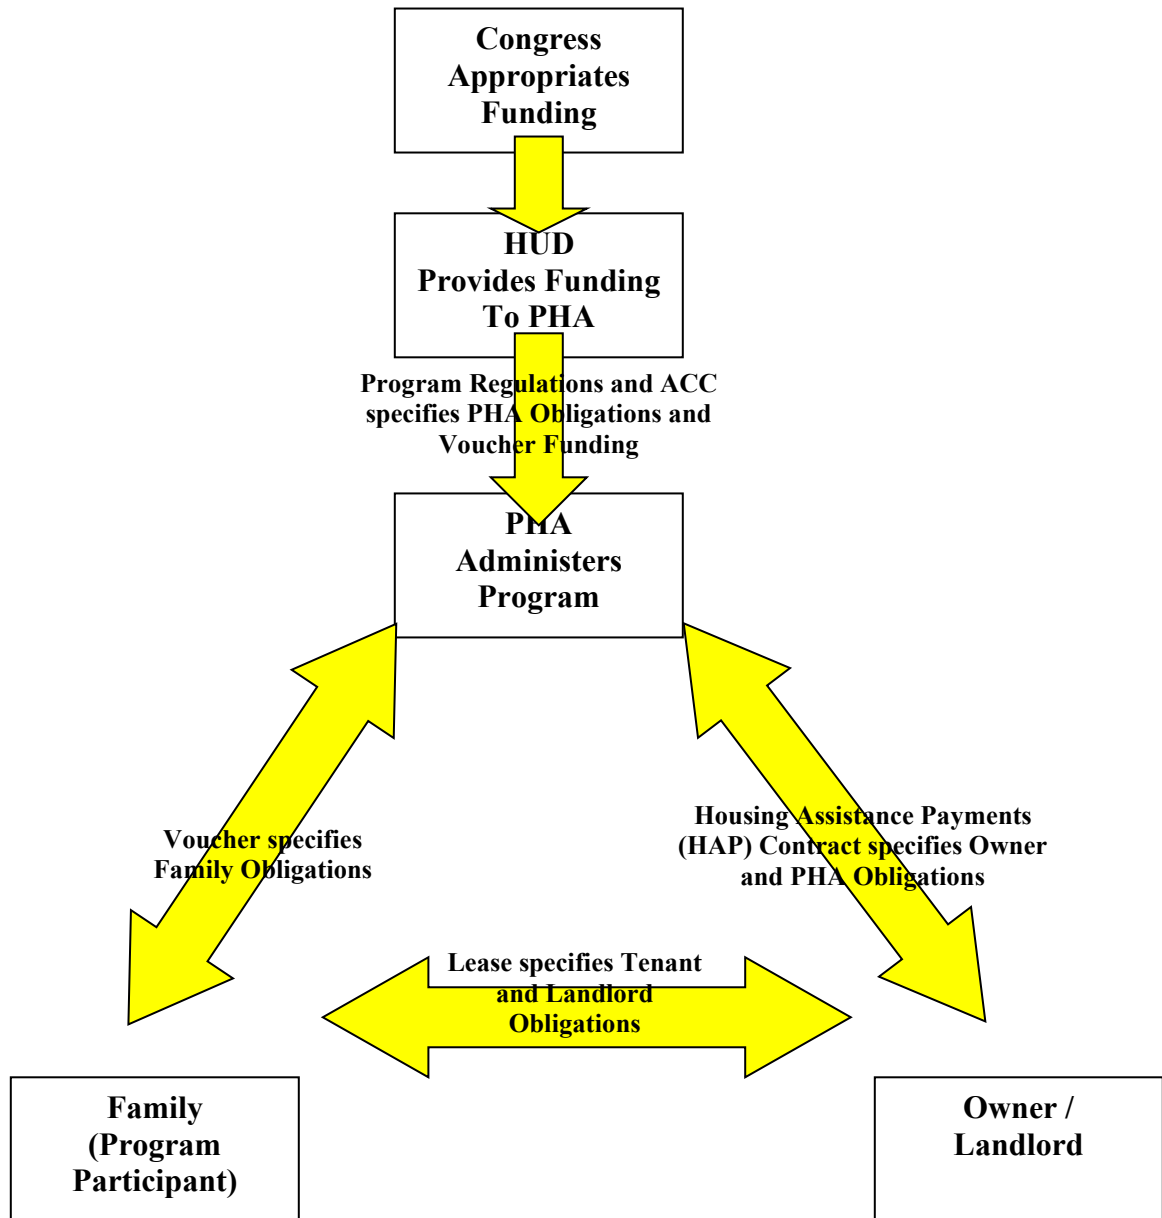 Congress
Appropriates
Funding
HUD
Provides Funding
To PHA
Program Regulations and ACC
specifies PHA Obligations and
Voucher Funding
PHA
Administers
Program
Voucher specifies
Family Obligations
Housing Assistance Payments
(HAP) Contract specifies Owner
and PHA Obligations
Lease specifies Tenant
and Landlord
Obligations
Family
(Program
Participant)
Owner /
Landlord